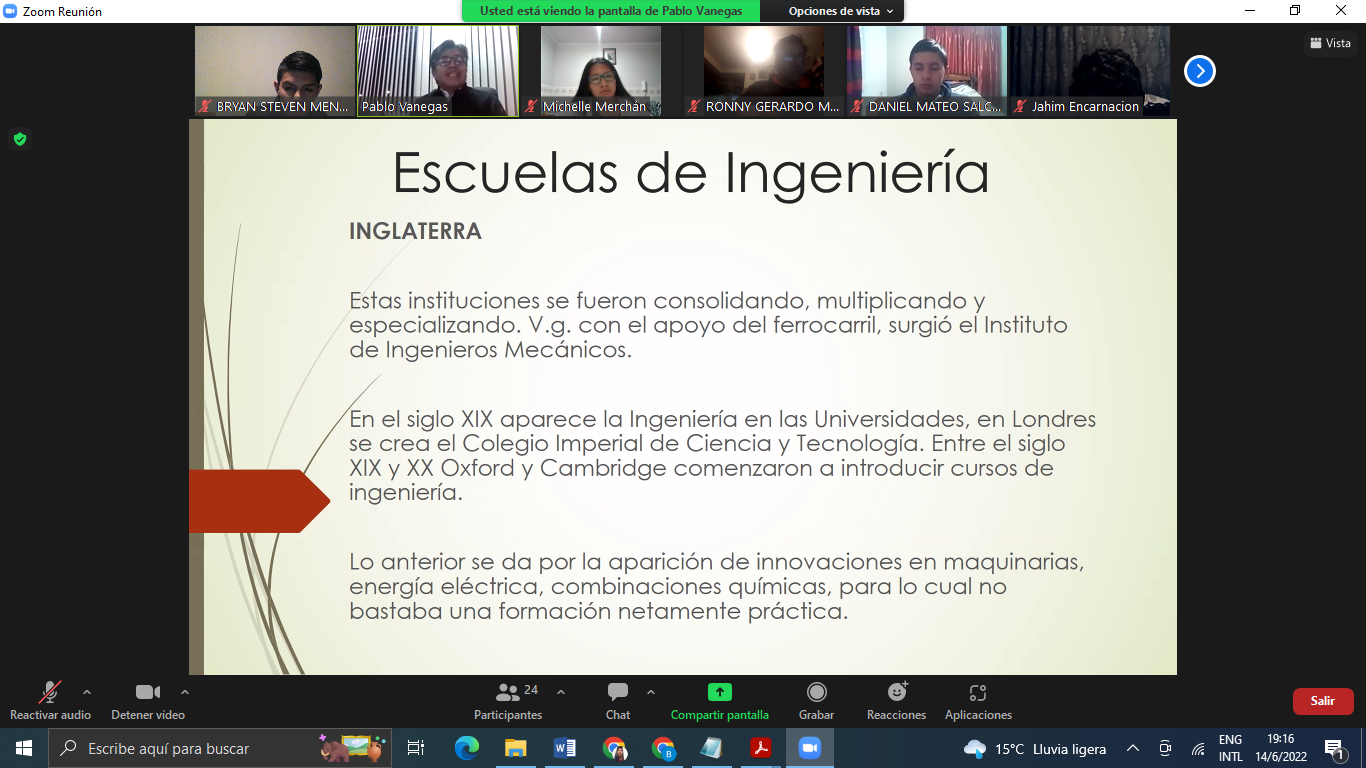 Zoom Reunión
Usted está viendo la pantalla de Pablo Vanegas
Opciones de vista
Vista
BRYAN STEVEN MEN...
Pablo Vanegas
Michelle Merchán
RONNY GERARDO M...
DANIEL MATEO SALC...
Jahim Encarnacion
Escuelas de Ingeniería
INGLATERRA
Estas instituciones se fueron consolidando, multiplicando y
especializando. V.g. con el apoyo del ferrocarril, surgió el Instituto
de Ingenieros Mecánicos.
En el siglo XIX aparece la Ingeniería en las Universidades, en Londres
se crea el Colegio Imperial de Ciencia y Tecnología. Entre el siglo
XIX y XX Oxford y Cambridge comenzaron a introducir cursos de
ingeniería.
Lo anterior se da por la aparición de innovaciones en maquinarias,
energía eléctrica, combinaciones químicas, para lo cual no
bastaba una formación netamente práctica.
Reactivar audio
Detener vídeo
24
Participantes
Chat
Compartir pantalla
Grabar
Reacciones
Aplicaciones
Salir
Escribe aquí para buscar
15°C Lluvia ligera
ENG
INTL
19:16
14/6/2022
1